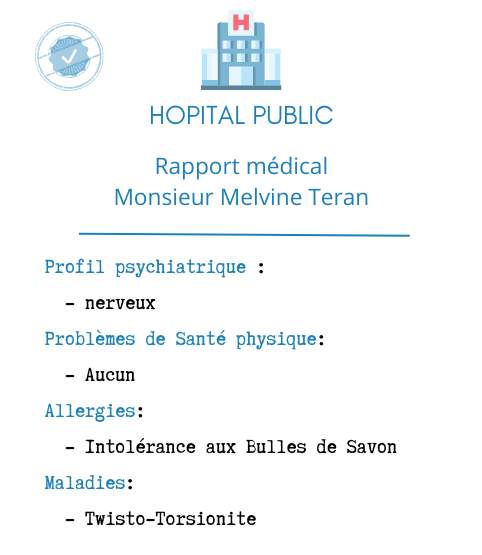 H
HOPITAL PUBLIC
Rapport médical
Monsieur Melvine Teran
Profil psychiatrique :
- nerveux
Problèmes de Santé physique:
- Aucun
Allergies:
- Intolérance aux Bulles de Savon
Maladies:
- Twisto-Torsionite